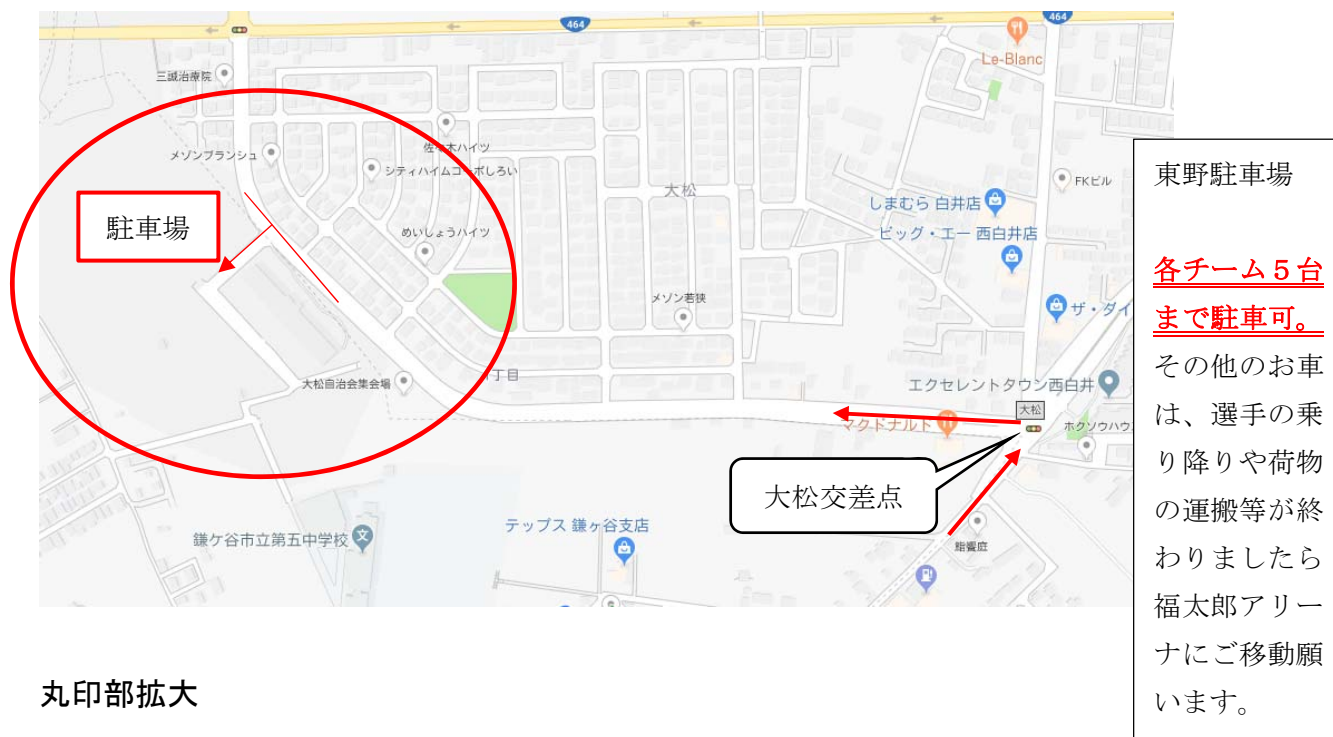 464
464
Le-Blanc
三誠治療院
佐々木ハイツ
メゾンブランシュ
シティハイムコーポしろい
大松
FKビル
しまむら 白井店
ビッグ・エー 西白井店
駐車場
めいしょうハイツ
メゾン若狭
ザ・ダイ
大松自治会集会場
丁目
エクセレントタウン西白井
大松
マクドナルド
ホクソウハウ
大松交差点
テップス 鎌ヶ谷支店
鎌ケ谷市立第五中学校
文
東野駐車場
各チーム5台
まで駐車可。
その他のお車
は、選手の乗
り降りや荷物
の運搬等が終
わりましたら
福太郎アリー
ナにご移動願
います。
丸印部拡大